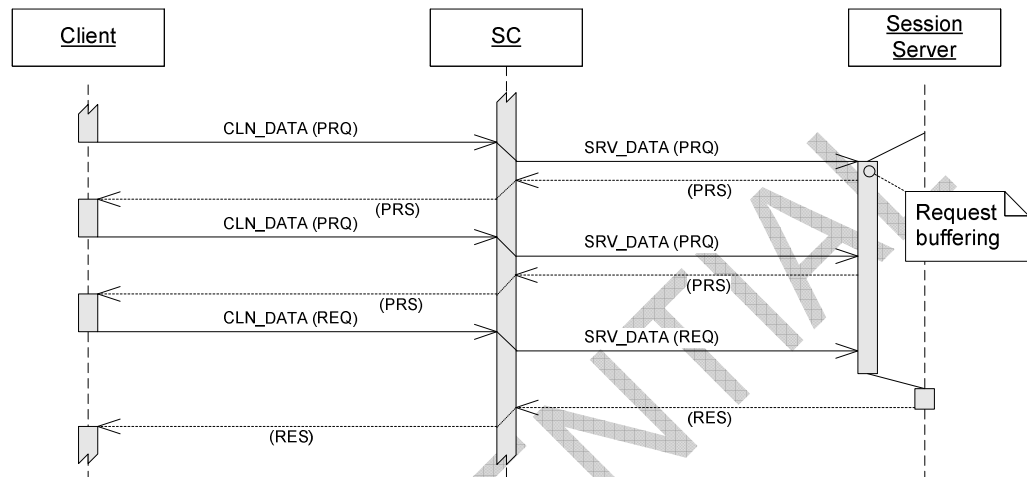 Client
SC
Session
Server
CLN_DATA (PRQ)
SRV_DATA (PRQ)
(PRS)
(PRS)
Request
buffering
CLN_DATA (PRQ)
SRV_DATA (PRQ)
(PRS)
(PRS)
CLN_DATA (REQ)
SRV_DATA (REQ)
(RES)
(RES)
ENTIAL